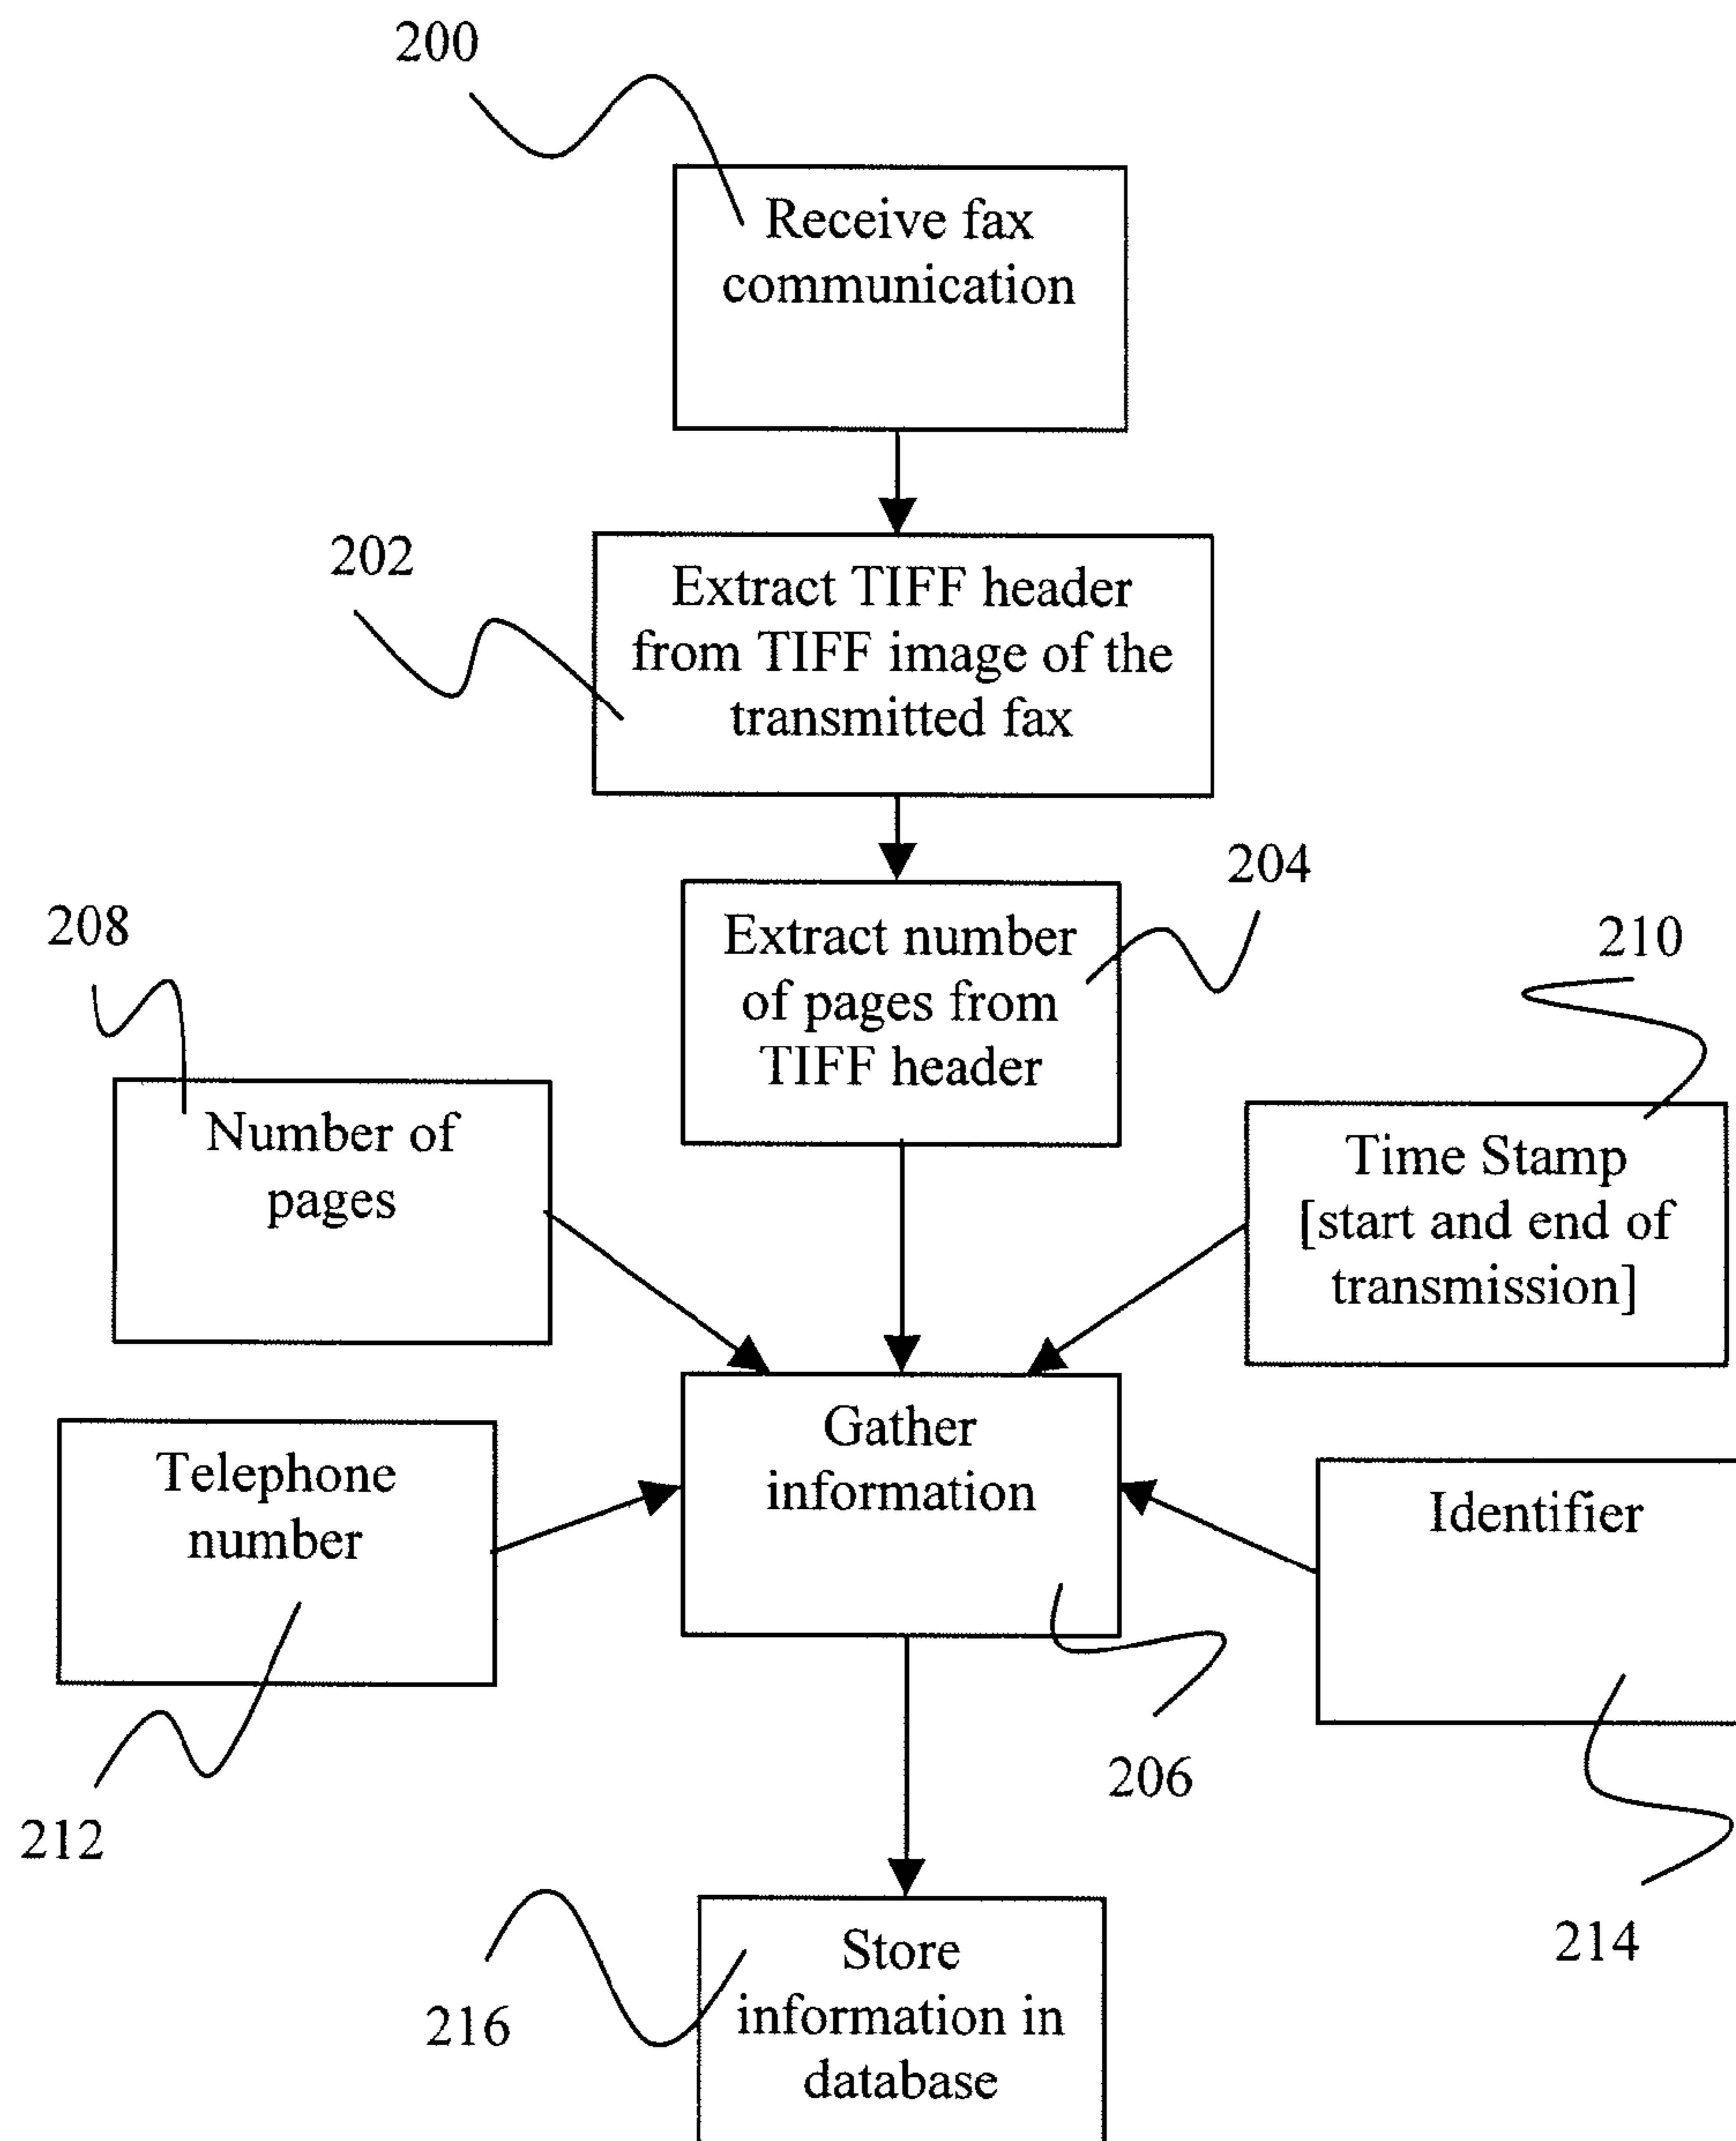 200
Receive fax
communication
202
Extract TIFF header
from TIFF image of the
transmitted fax
204
Extract number
of pages from
TIFF header
208
Number of
pages
210
Time Stamp
[start and end of
transmission]
Gather
information
206
Telephone
number
212
Identifier
214
216
Store
information in
database